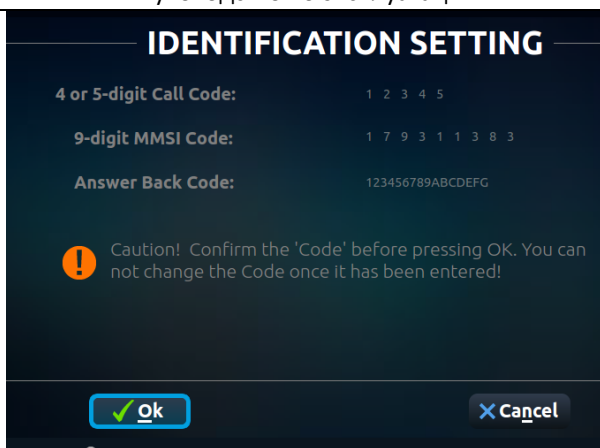 IDENTIFICATION SETTING
4 or 5-digit Call Code: 1 2 3 4 5
9-digit MMSI Code: 1 7 9 3 1 1 3 8 3
Answer Back Code: 123456789ABCDEFG
Caution! Confirm the 'Code' before pressing OK. You can
not change the Code once it has been entered!
Ok
Cancel